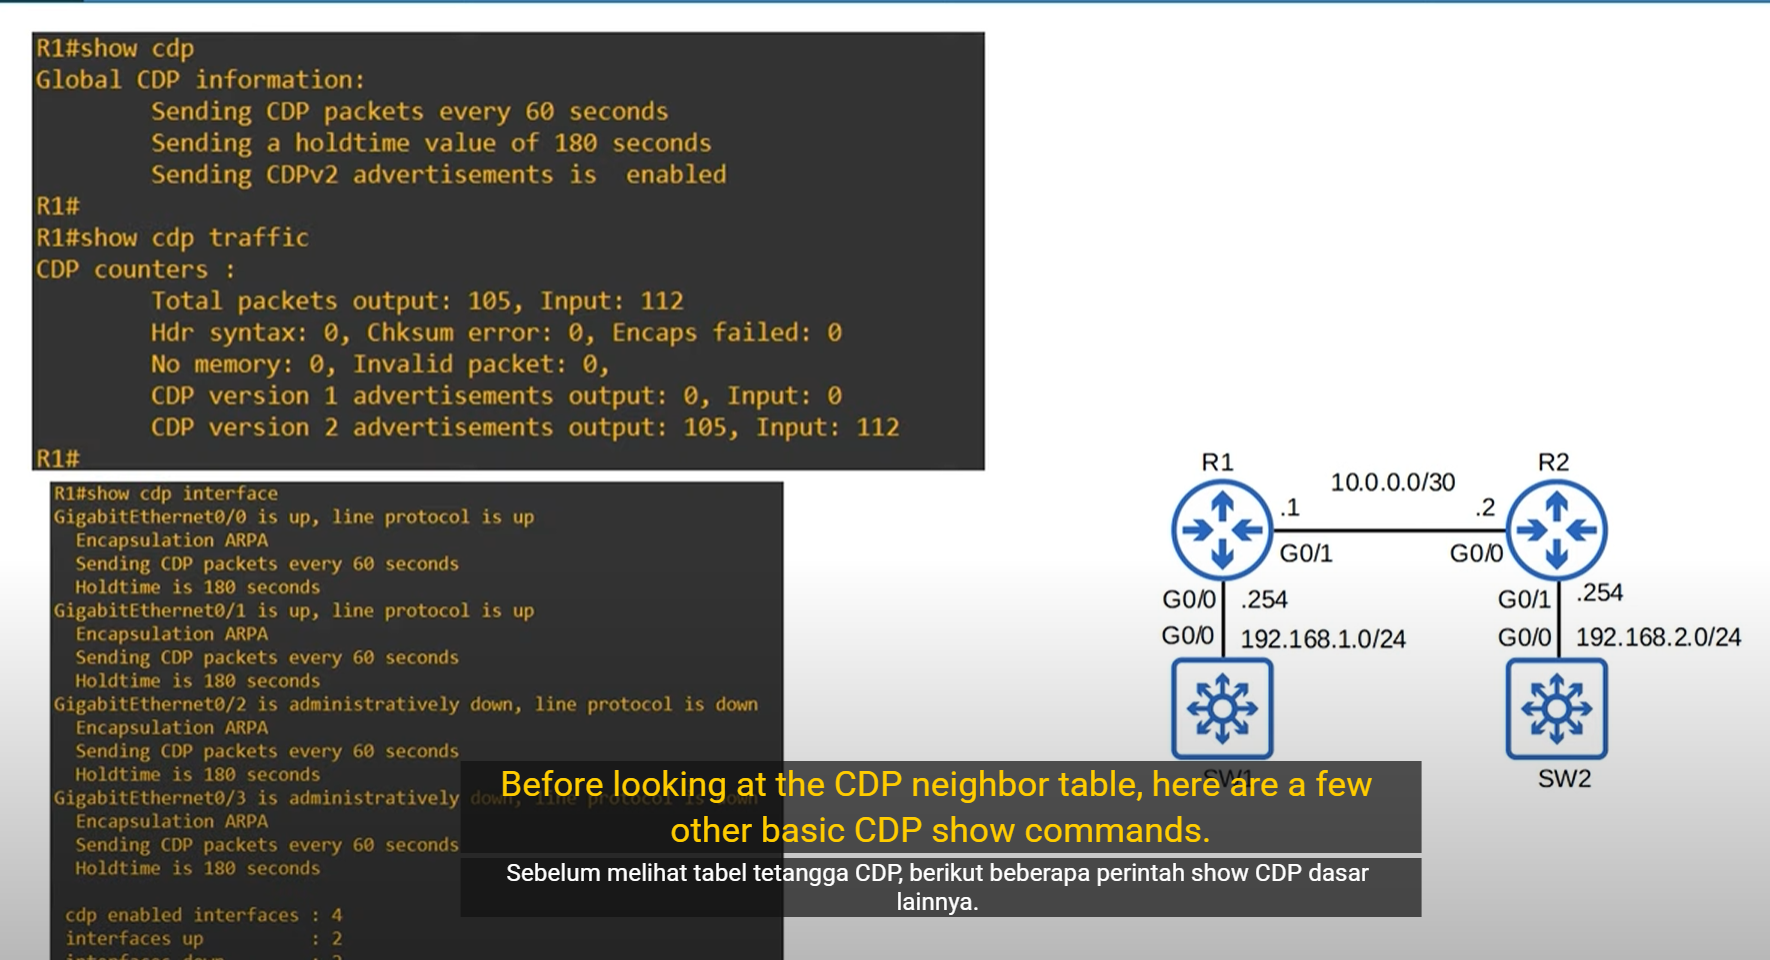 R1#show cdp
Global CDP information:
Sending CDP packets every 60 seconds
Sending a holdtime value of 180 seconds
Sending CDPv2 advertisements is  enabled
R1#
R1#show cdp traffic
CDP counters :
Total packets output: 105, Input: 112
Hdr syntax: 0, Chksum error: 0, Encaps failed: 0
No memory: 0, Invalid packet: 0,
CDP version 1 advertisements output: 0, Input: 0
CDP version 2 advertisements output: 105, Input: 112
R1#
R1#show cdp interface
GigabitEthernet0/0 is up, line protocol is up
Encapsulation ARPA
Sending CDP packets every 60 seconds
Holdtime is 180 seconds
GigabitEthernet0/1 is up, line protocol is up
Encapsulation ARPA
Sending CDP packets every 60 seconds
Holdtime is 180 seconds
GigabitEthernet0/2 is administratively down, line protocol is down
Encapsulation ARPA
Sending CDP packets every 60 seconds
Holdtime is 180 seconds
GigabitEthernet0/3 is administratively down, line protocol is down
Encapsulation ARPA
Sending CDP packets every 60 seconds
Holdtime is 180 seconds
cdp enabled interfaces : 4
interfaces up : 2
interfaces down : 2
R1
R2
10.0.0.0/30
.1
.2
G0/1
G0/0
G0/0
.254
G0/1
.254
G0/0
192.168.1.0/24
G0/0
192.168.2.0/24
SW1
SW2
Before looking at the CDP neighbor table, here are a few
other basic CDP show commands.
Sebelum melihat tabel tetangga CDP, berikut beberapa perintah show CDP dasar
lainnya.